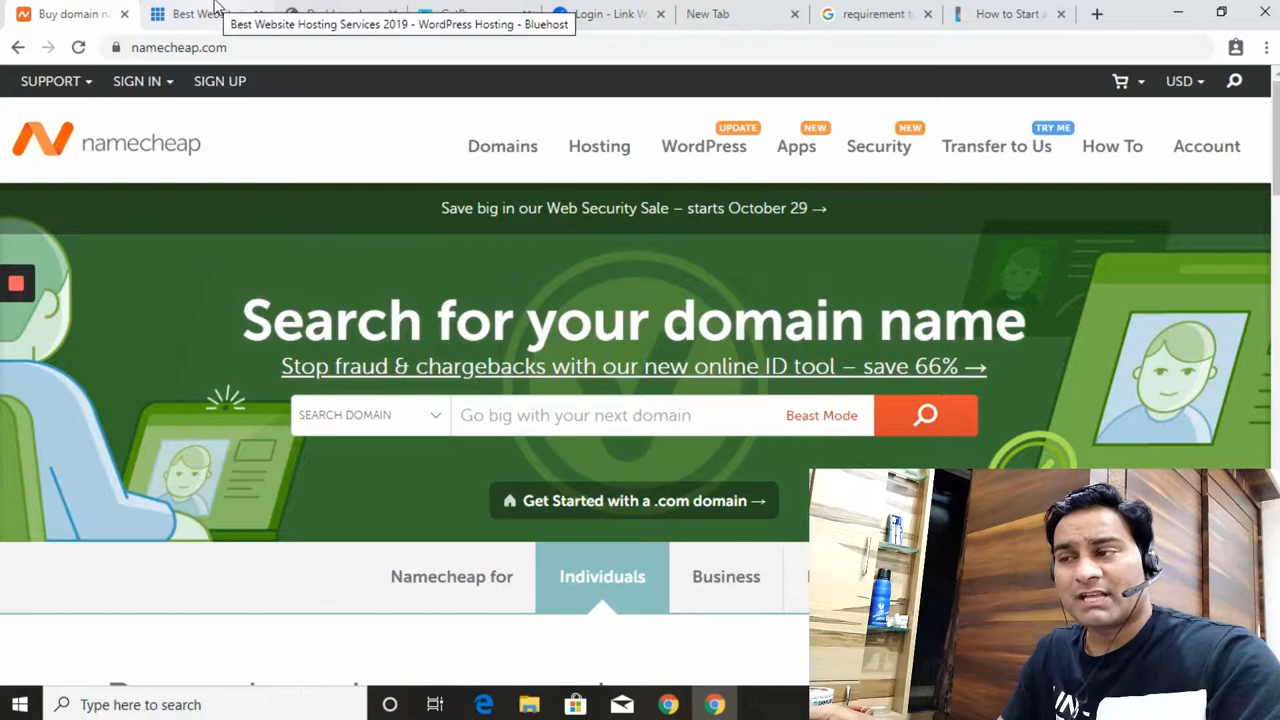 Buy domain n
Best Web
Login - Link W
New Tab
requirement t
How to Start a
Best Website Hosting Services 2019 - WordPress Hosting - Bluehost
namecheap.com
SUPPORT
SIGN IN
SIGN UP
USD
namecheap
UPDATE
NEW
NEW
TRY ME
Domains
Hosting
WordPress
Apps
Security
Transfer to Us
How To
Account
Save big in our Web Security Sale – starts October 29 →
Search for your domain name
Stop fraud & chargebacks with our new online ID tool – save 66% →
SEARCH DOMAIN
Go big with your next domain
Beast Mode
Get Started with a .com domain →
Namecheap for
Individuals
Business
Type here to search